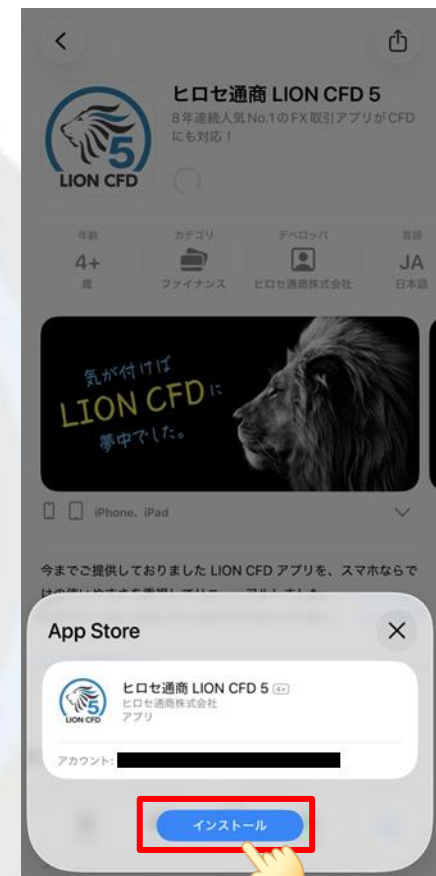 ヒロセ通商 LION CFD 5
8年連続人気No.1のFX取引アプリがCFD
にも対応！
5
LION CFD
年齢
カテゴリ
デベロッパ
言語
4+
JA
歳
ファイナンス
ヒロセ通商株式会社
日本語
気が付けば
LION CFDに
夢中でした。
iPhone、iPad
今までご提供しておりました LION CFD アプリを、スマホならで
App Store
ヒロセ通商 LION CFD 5 4+
ヒロセ通商株式会社
アプリ
5
LION CFD
アカウント:
インストール